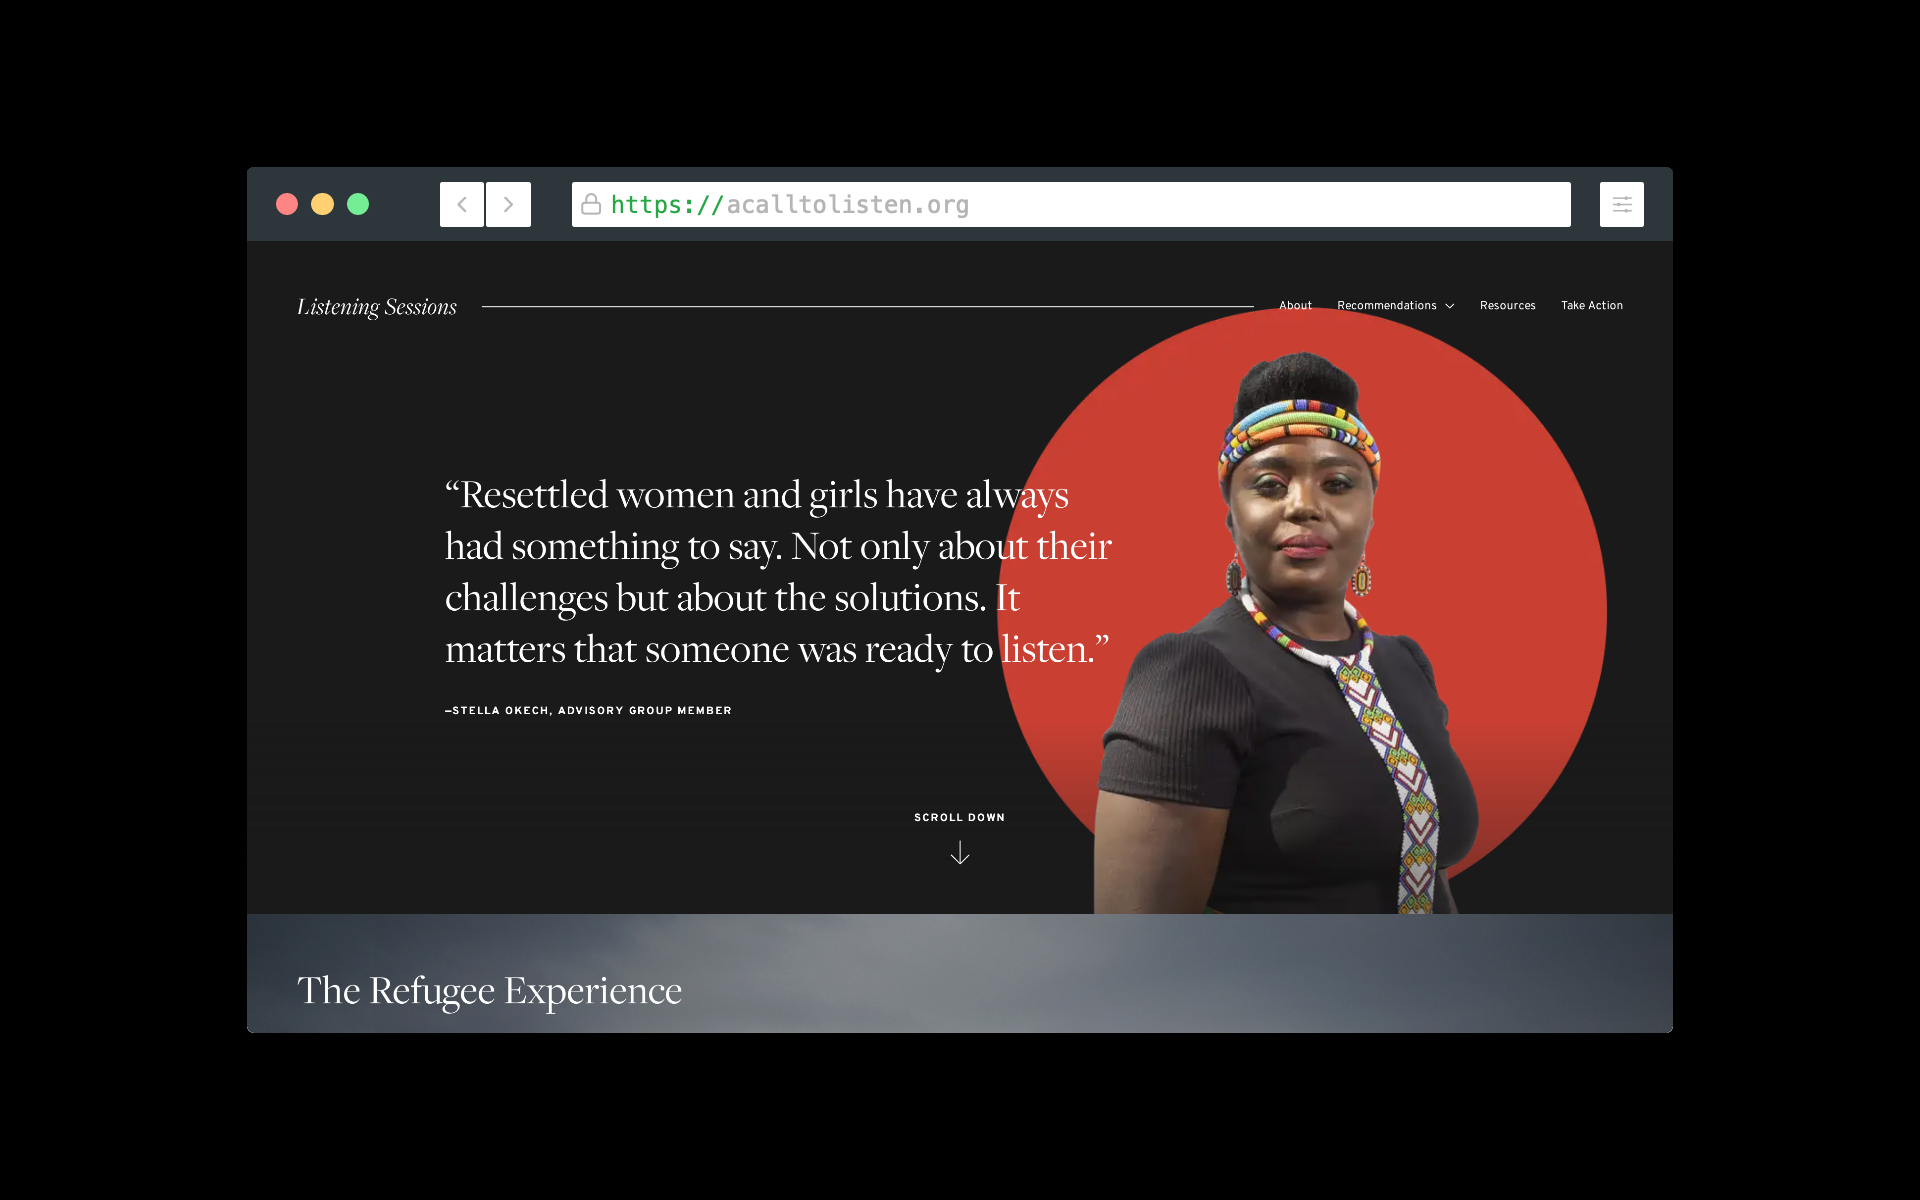 https://acalltolisten.org
Listening Sessions
About Recommendations Resources Take Action
“Resettled women and girls have always
had something to say. Not only about their
challenges but about the solutions. It
matters that someone was ready to listen.”
–STELLA OKECH, ADVISORY GROUP MEMBER
SCROLL DOWN
The Refugee Experience